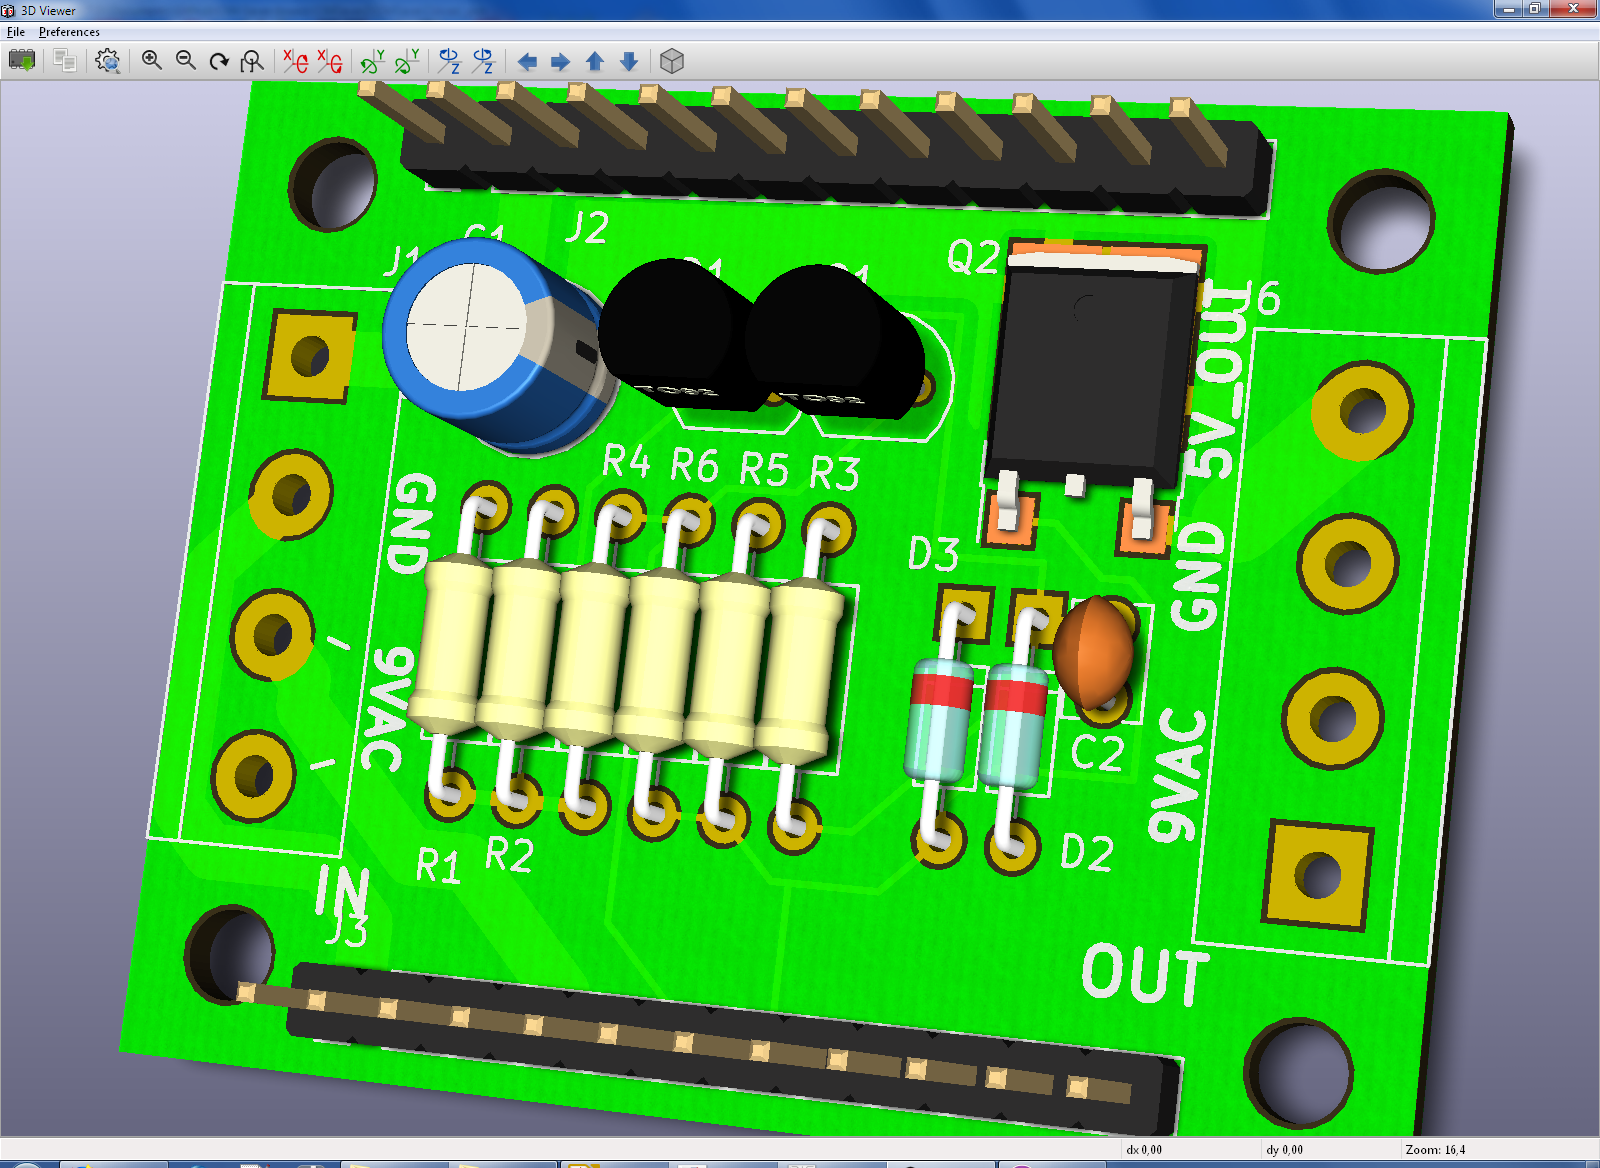 3D Viewer
File Preferences
J2
J1
C1
Q2
J6
5V_OUT
R4 R6 R5 R3
GND
D3
GND
9VAC
C2
9VAC
D2
R1 R2
IN
J3
OUT
dx 0,00 dy 0,00 Zoom: 16,4